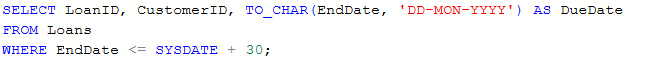 SELECT LoanID, CustomerID, TO_CHAR(EndDate, 'DD-MON-YYYY') AS DueDate
FROM Loans
WHERE EndDate <= SYSDATE + 30;